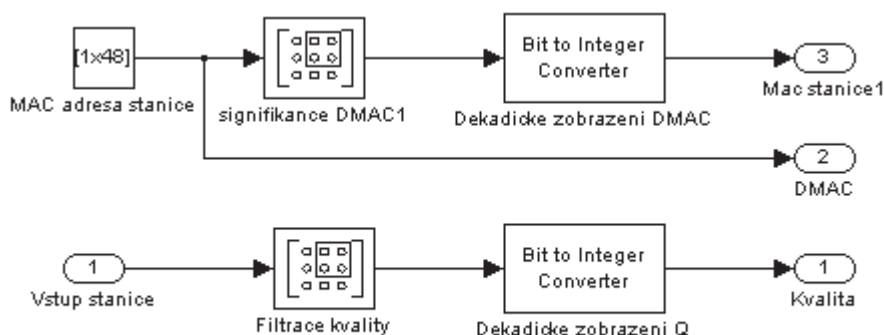 [1x48]
MAC adresa stanice
signifikance DMAC1
Bit to Integer
Converter
Dekadicke zobrazeni DMAC
3
Mac stanice1
2
DMAC
1
Vstup stanice
Filtrace kvality
Bit to Integer
Converter
Dekadicke zobrazeni Q
1
Kvalita